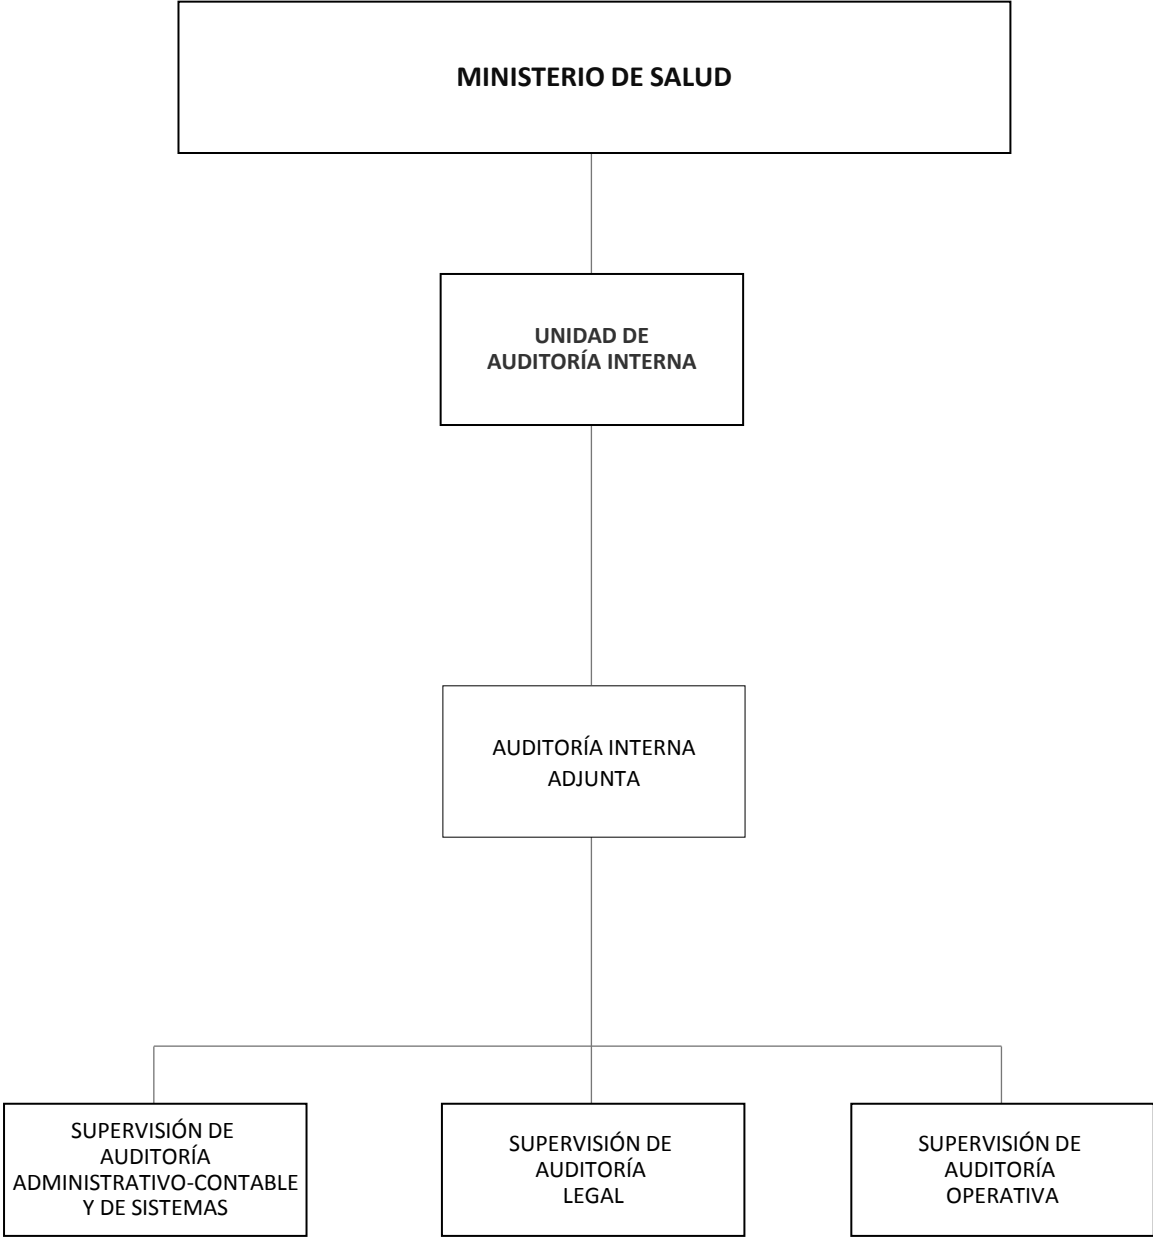 MINISTERIO DE SALUD
UNIDAD DE
AUDITORÍA INTERNA
AUDITORÍA INTERNA
ADJUNTA
SUPERVISIÓN DE
AUDITORÍA
ADMINISTRATIVO-CONTABLE
Y DE SISTEMAS
SUPERVISIÓN DE
AUDITORÍA
LEGAL
SUPERVISIÓN DE
AUDITORÍA
OPERATIVA